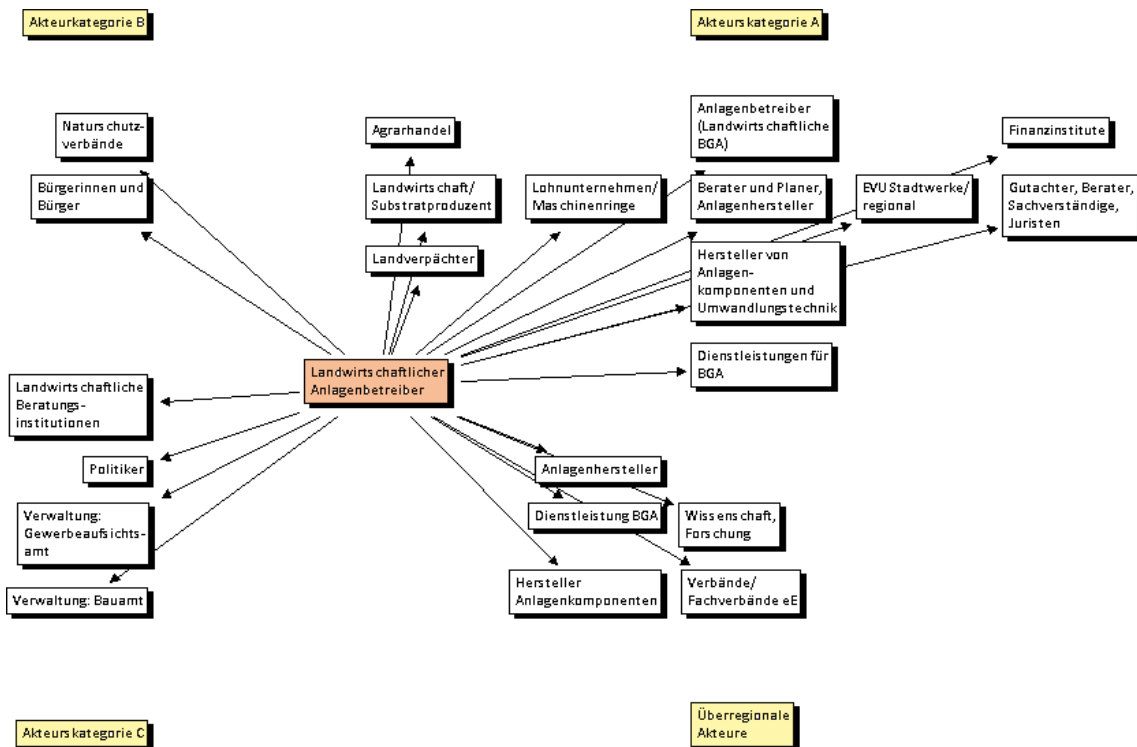 Akteurkategorie B
Akteurskategorie A
Naturschutz-
verbände
Agrarhandel
Anlagenbetreiber
(Landwirtschaftliche
BGA)
Finanzinstitute
Bürgerinnen und
Bürger
Landwirtschaft/
Substratproduzent
Lohnunternehmen/
Maschinenringe
Berater und Planer,
Anlagenhersteller
EVU Stadtwerke/
regional
Gutachter, Berater,
Sachverständige,
Juristen
Landverpächter
Hersteller von
Anlagen-
komponenten und
Umwandlungstechnik
Landwirtschaftlicher
Anlagenbetreiber
Dienstleistungen für
BGA
Landwirtschaftliche
Beratungs-
institutionen
Politiker
Anlagenhersteller
Verwaltung:
Gewerbeaufsichts-
amt
Dienstleistung BGA
Wissenschaft,
Forschung
Verwaltung: Bauamt
Hersteller
Anlagenkomponenten
Verbände/
Fachverbände eE
Akteurskategorie C
Überregionale
Akteure